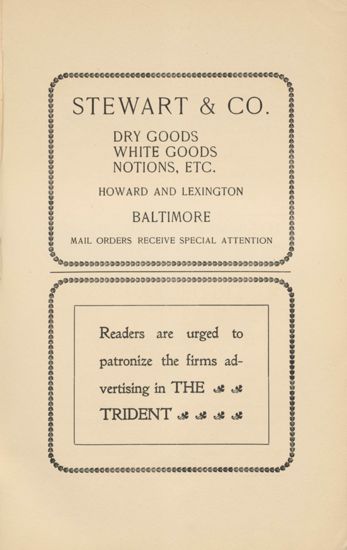 STEWART & CO.
DRY GOODS
WHITE GOODS
NOTIONS, ETC.
HOWARD AND LEXINGTON
BALTIMORE
MAIL ORDERS RECEIVE SPECIAL ATTENTION
Readers are urged to
patronize the firms ad-
vertising in THE
TRIDENT